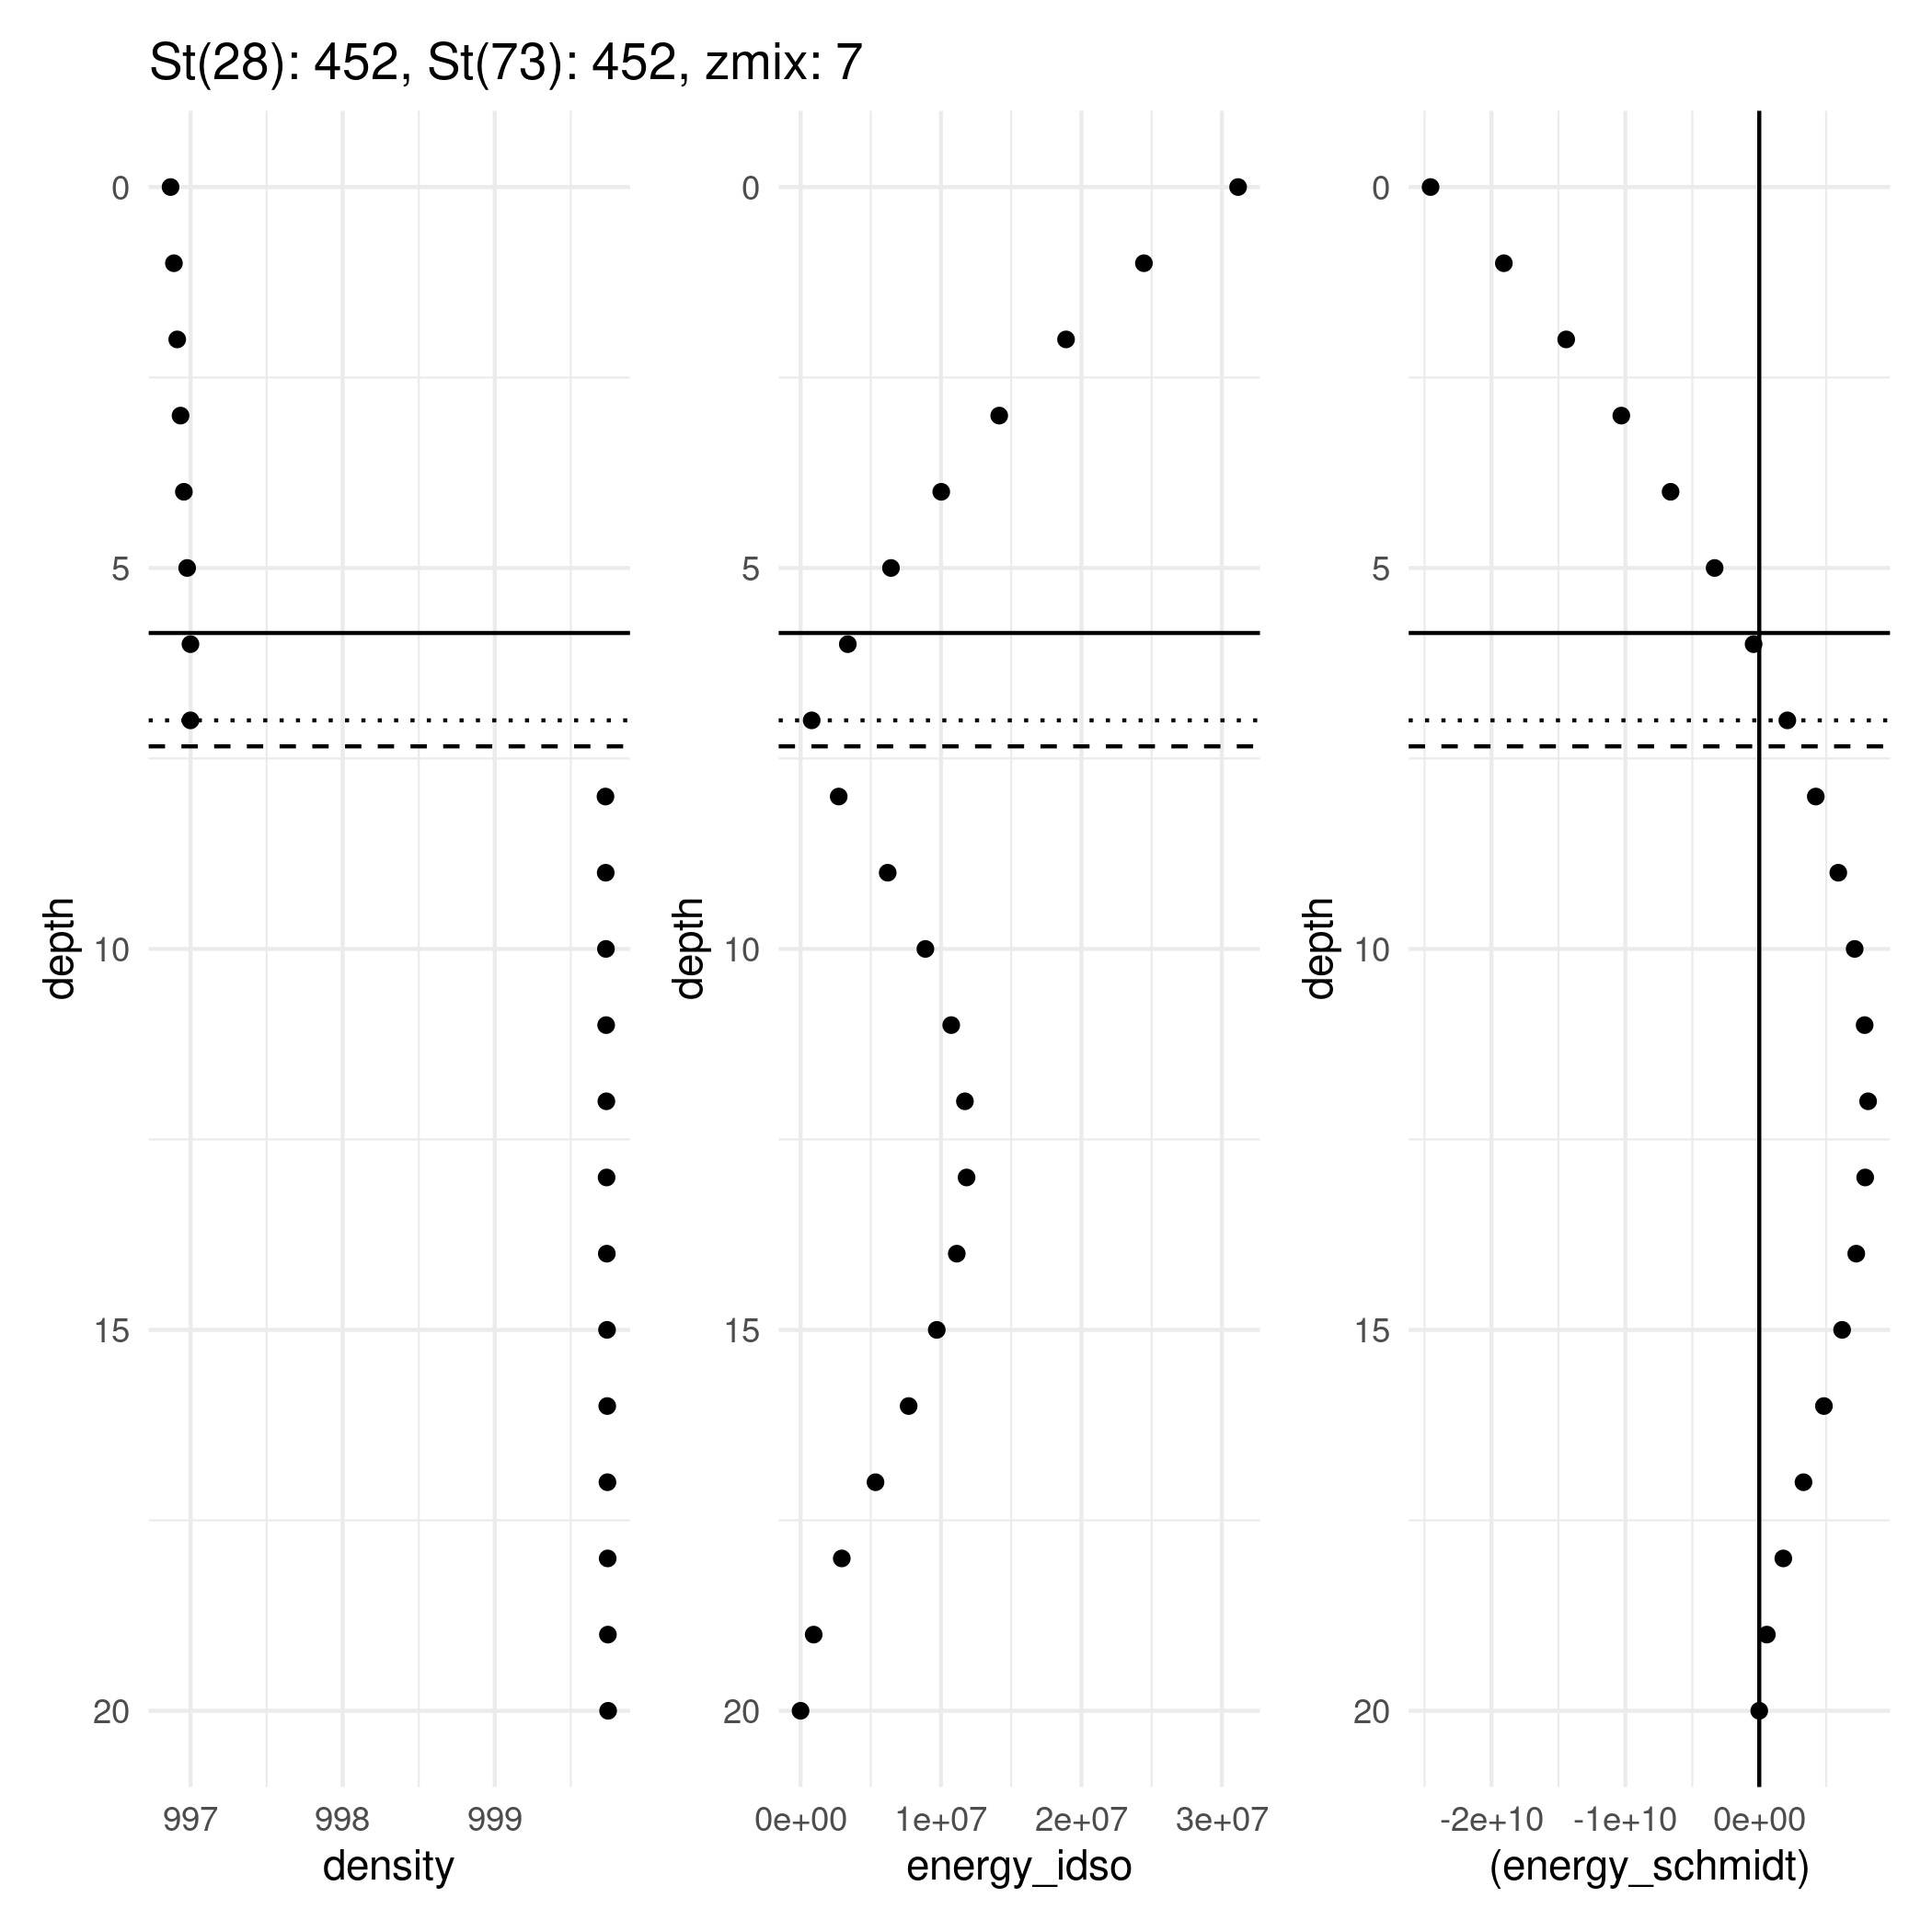 St(28): 452, St(73): 452, zmix: 7
0
5
10
15
20
depth
997 998 999
density
0
5
10
15
20
depth
0e+00 1e+07 2e+07 3e+07
energy_idso
0
5
10
15
20
depth
-2e+10 -1e+10 0e+00
(energy_schmidt)